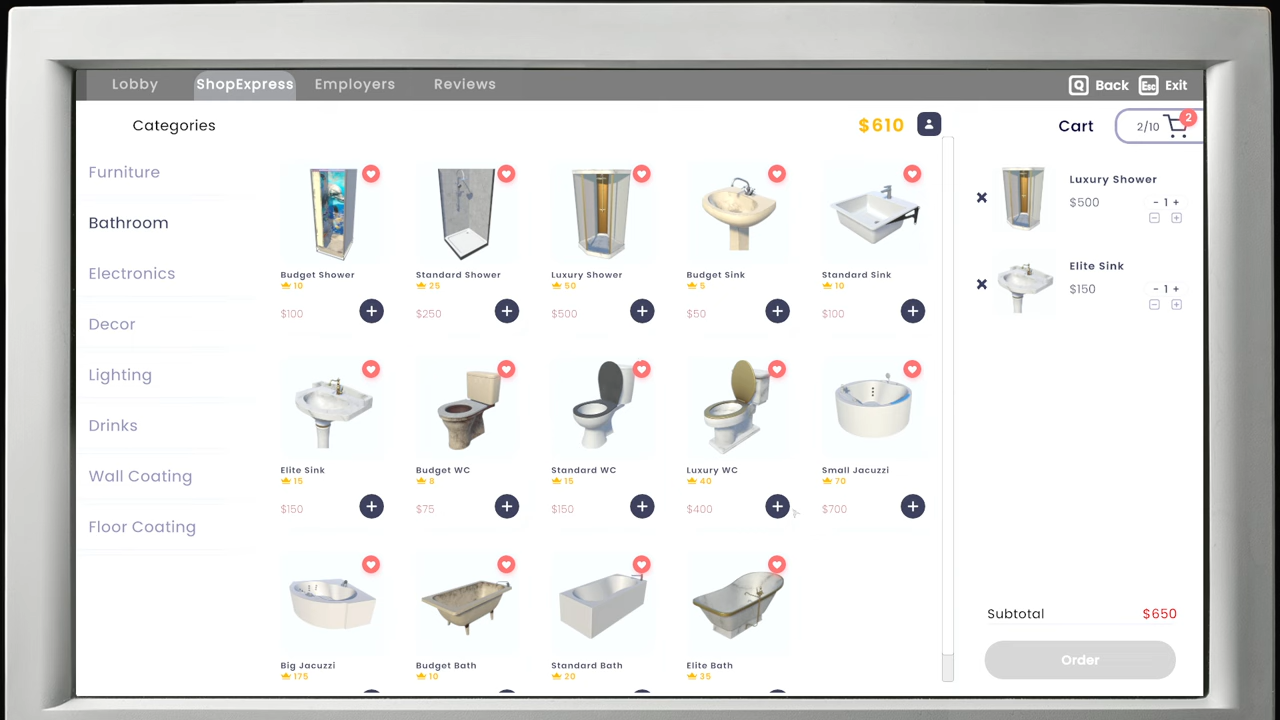 Lobby
ShopExpress
Employers
Reviews
Q Back
Esc Exit
Categories
$610
Cart
2/10
2
Furniture
Bathroom
Electronics
Decor
Lighting
Drinks
Wall Coating
Floor Coating
Budget Shower
10
$100
Standard Shower
25
$250
Luxury Shower
50
$500
Budget Sink
5
$50
Standard Sink
10
$100
Elite Sink
15
$150
Budget WC
8
$75
Standard WC
15
$150
Luxury WC
40
$400
Small Jacuzzi
70
$700
Big Jacuzzi
175
Budget Bath
10
Standard Bath
20
Elite Bath
35
Luxury Shower
$500
- 1 +
Elite Sink
$150
- 1 +
Subtotal
$650
Order